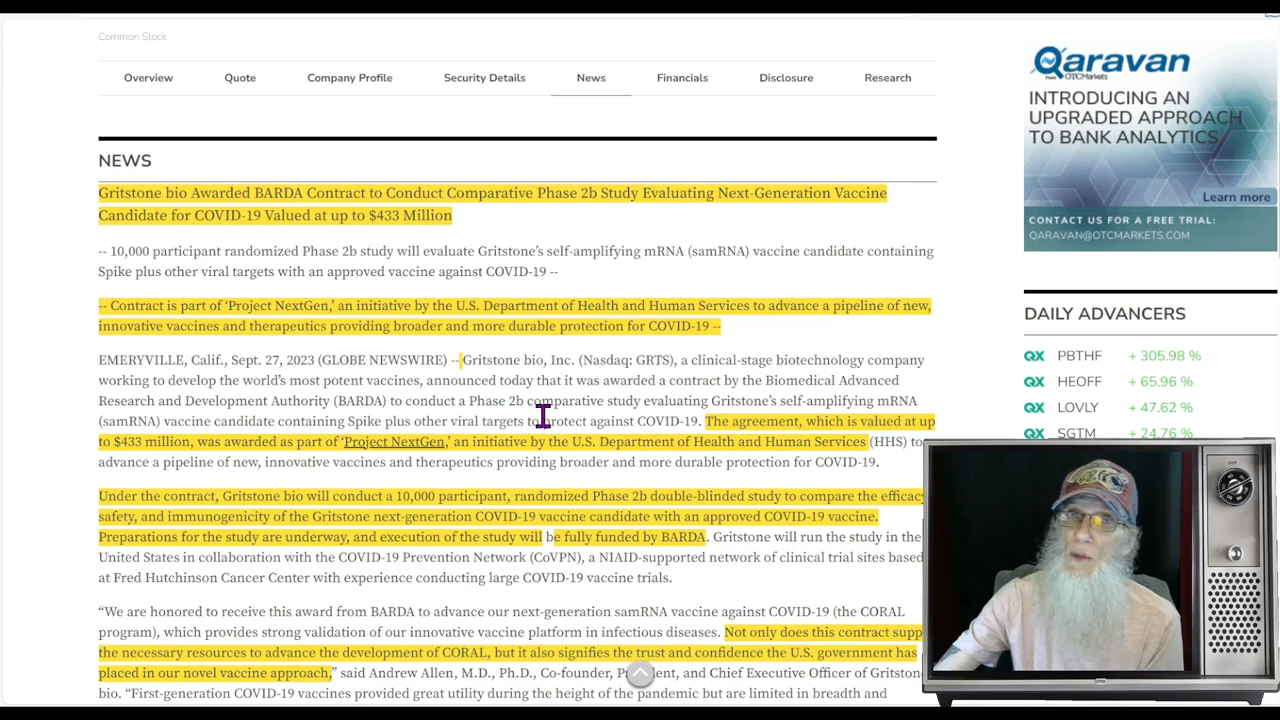 Common Stock
Overview Quote Company Profile Security Details News Financials Disclosure Research
NEWS
Gritstone bio Awarded BARDA Contract to Conduct Comparative Phase 2b Study Evaluating Next-Generation Vaccine
Candidate for COVID-19 Valued at up to $433 Million
-- 10,000 participant randomized Phase 2b study will evaluate Gritstone’s self-amplifying mRNA (samRNA) vaccine candidate containing
Spike plus other viral targets with an approved vaccine against COVID-19 --
-- Contract is part of ‘Project NextGen,’ an initiative by the U.S. Department of Health and Human Services to advance a pipeline of new,
innovative vaccines and therapeutics providing broader and more durable protection for COVID-19 --
EMERYVILLE, Calif., Sept. 27, 2023 (GLOBE NEWSWIRE) -- Gritstone bio, Inc. (Nasdaq: GRTS), a clinical-stage biotechnology company
working to develop the world’s most potent vaccines, announced today that it was awarded a contract by the Biomedical Advanced
Research and Development Authority (BARDA) to conduct a Phase 2b comparative study evaluating Gritstone’s self-amplifying mRNA
(samRNA) vaccine candidate containing Spike plus other viral targets to protect against COVID-19. The agreement, which is valued at up
to $433 million, was awarded as part of ‘Project NextGen,’ an initiative by the U.S. Department of Health and Human Services (HHS) to
advance a pipeline of new, innovative vaccines and therapeutics providing broader and more durable protection for COVID-19.
Under the contract, Gritstone bio will conduct a 10,000 participant, randomized Phase 2b double-blinded study to compare the efficacy
safety, and immunogenicity of the Gritstone next-generation COVID-19 vaccine candidate with an approved COVID-19 vaccine.
Preparations for the study are underway, and execution of the study will be fully funded by BARDA. Gritstone will run the study in the
United States in collaboration with the COVID-19 Prevention Network (CoVPN), a NIAID-supported network of clinical trial sites based
at Fred Hutchinson Cancer Center with experience conducting large COVID-19 vaccine trials.
“We are honored to receive this award from BARDA to advance our next-generation samRNA vaccine against COVID-19 (the CORAL
program), which provides strong validation of our innovative vaccine platform in infectious diseases. Not only does this contract supp
the necessary resources to advance the development of CORAL, but it also signifies the trust and confidence the U.S. government has
placed in our novel vaccine approach,” said Andrew Allen, M.D., Ph.D., Co-founder, Pr dent, and Chief Executive Officer of Gritstone
bio. “First-generation COVID-19 vaccines provided great utility during the height of the pandemic but are limited in breadth and
Qaravan
from OTCMarkets
INTRODUCING AN
UPGRADED APPROACH
TO BANK ANALYTICS
Learn more
CONTACT US FOR A FREE TRIAL:
QARAVAN@OTCMARKETS.COM
DAILY ADVANCERS
QX PBTHF + 305.98 %
QX HEOFF + 65.96 %
QX LOVLY + 47.62 %
QX SGTM + 24.76 %